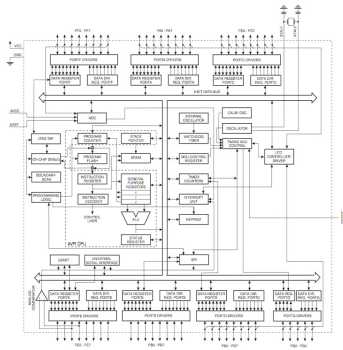 PF0 - PF7
PA0 - PA7
PC0 - PC7
VCC
GND
PORTF DRIVERS
PORTA DRIVERS
PORTC DRIVERS
DATA REGISTER
PORTF
DATA DIR.
REG. PORTF
DATA REGISTER
PORTA
DATA DIR.
REG. PORTA
DATA REGISTER
PORTC
DATA DIR.
REG. PORTC
8-BIT DATA BUS
AVCC
AREF
ADC
INTERNAL
OSCILLATOR
CALIB. OSC
OSCILLATOR
JTAG TAP
PROGRAM
COUNTER
STACK
POINTER
WATCHDOG
TIMER
TIMING AND
CONTROL
LCD
CONTROLLER/
DRIVER
ON-CHIP DEBUG
PROGRAM
FLASH
SRAM
MCU CONTROL
REGISTER
BOUNDARY-
SCAN
INSTRUCTION
REGISTER
GENERAL
PURPOSE
REGISTERS
TIMER/
COUNTERS
PROGRAMMING
LOGIC
INSTRUCTION
DECODER
INTERRUPT
UNIT
CONTROL
LINES
ALU
EEPROM
STATUS
REGISTER
AVR CPU
USART
UNIVERSAL
SERIAL INTERFACE
SPI
ANALOG
COMPARATOR
DATA REGISTER
PORTE
DATA DIR.
REG. PORTE
DATA REGISTER
PORTB
DATA DIR.
REG. PORTB
DATA REGISTER
PORTD
DATA DIR.
REG. PORTD
DATA REG.
PORTG
DATA DIR.
REG. PORTG
PORTE DRIVERS
PORTB DRIVERS
PORTD DRIVERS
PORTG DRIVERS
PE0 - PE7
PB0 - PB7
PD0 - PD7
PG0 - PG4